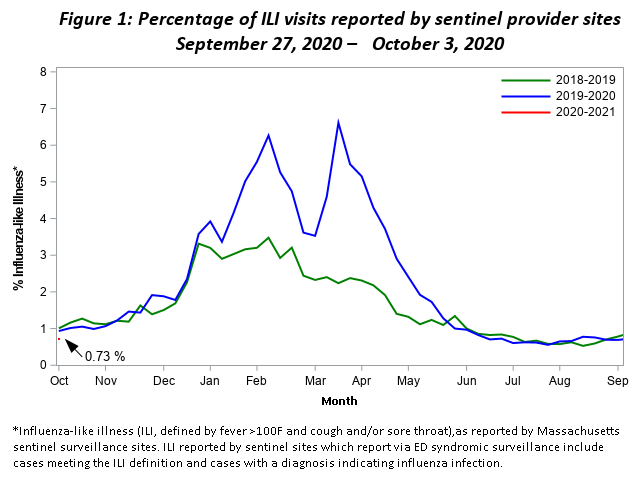 Figure 1: Percentage of ILI visits reported by sentinel provider sites
September 27, 2020 – October 3, 2020
8
7
6
5
4
3
2
1
0
% Influenza-like Illness*
2018-2019
2019-2020
2020-2021
0.73 %
Oct Nov Dec Jan Feb Mar Apr May Jun Jul Aug Sep
Month
*Influenza-like illness (ILI, defined by fever >100F and cough and/or sore throat),as reported by Massachusetts
sentinel surveillance sites. ILI reported by sentinel sites which report via ED syndromic surveillance include
cases meeting the ILI definition and cases with a diagnosis indicating influenza infection.